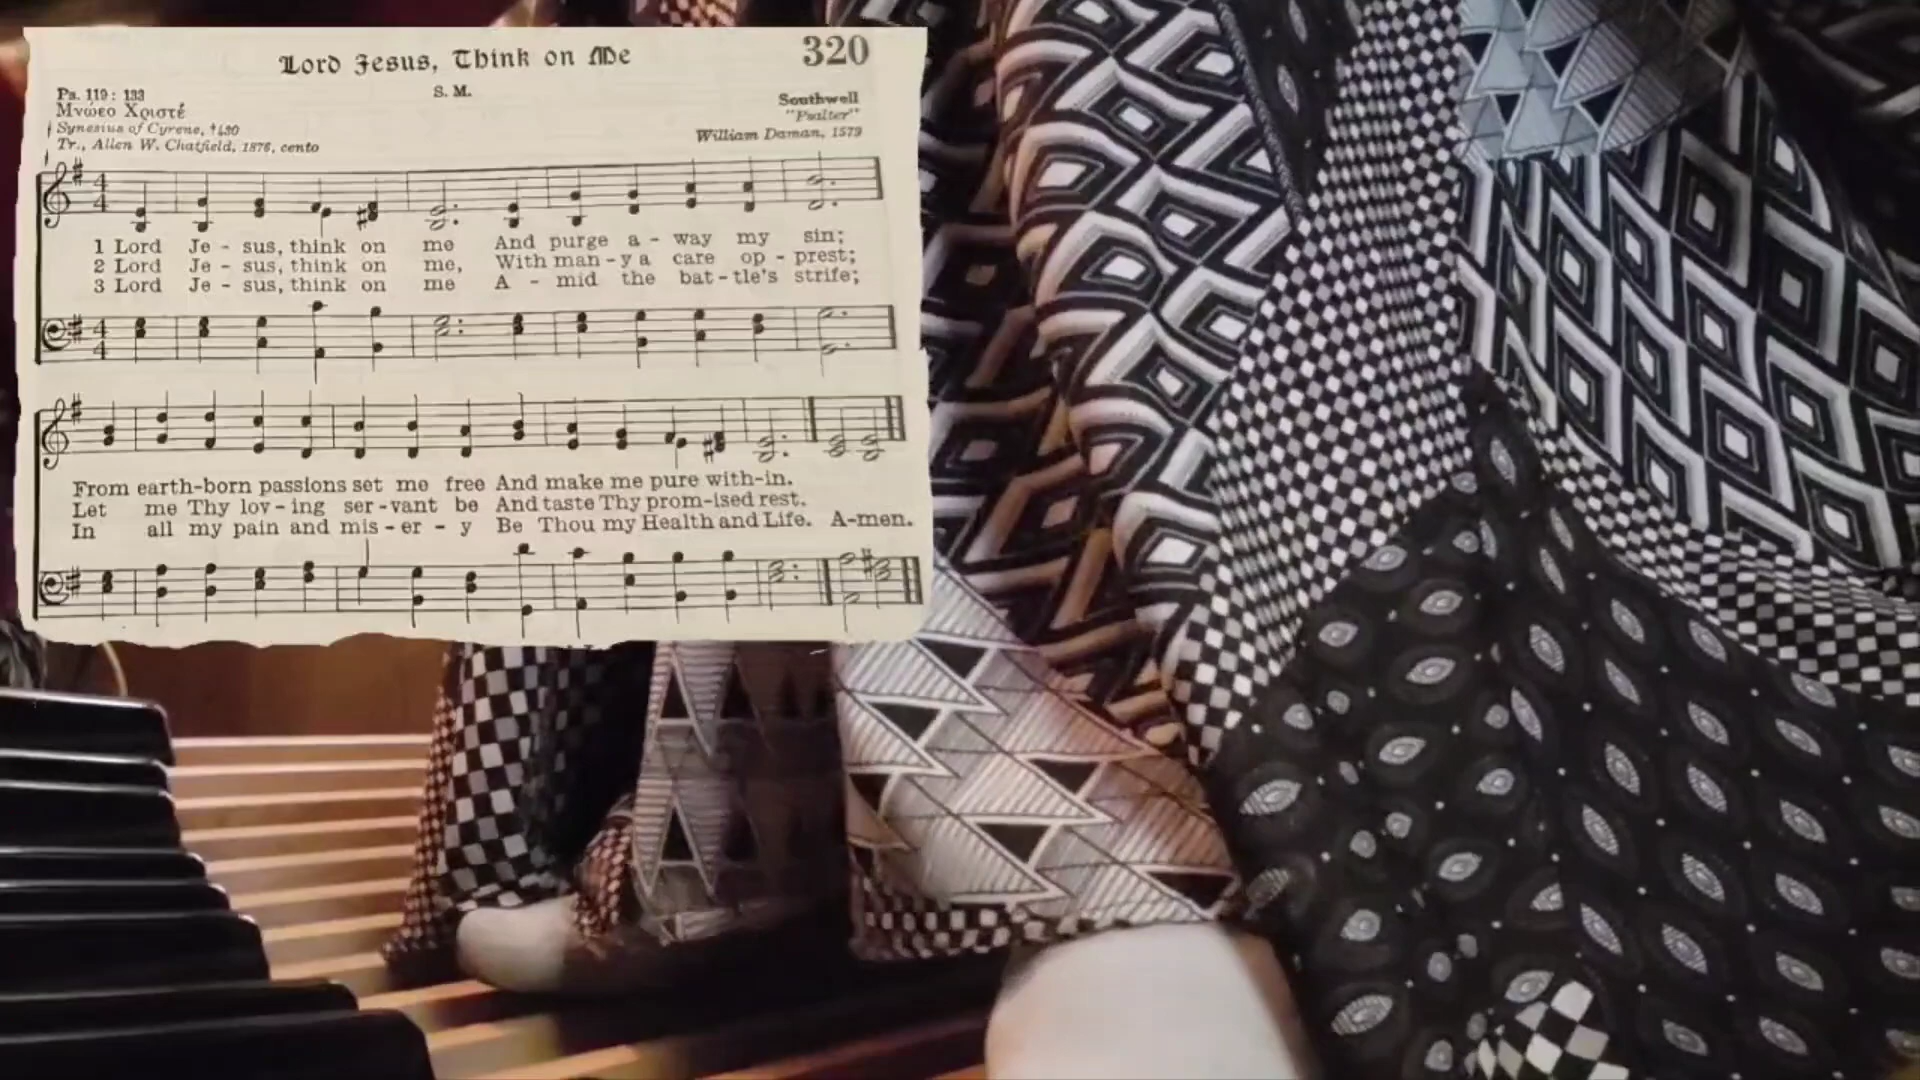 Lord Jesus, Think on Me
320
Ps. 119: 133
S. M.
Μνώεο Χριστέ
Southwell
Synesius of Cyrene, †430
"Psalter"
Tr., Allen W. Chatfield, 1876, cento
William Daman, 1579
4
4
1 Lord Je - sus, think on me And purge a - way my sin;
2 Lord Je - sus, think on me, With man - y a care op - prest;
3 Lord Je - sus, think on me A - mid the bat - tle's strife;
4
4
From earth-born passions set me free And make me pure with-in.
Let me Thy lov - ing ser - vant be And taste Thy prom-ised rest.
In all my pain and mis - er - y Be Thou my Health and Life. A-men.